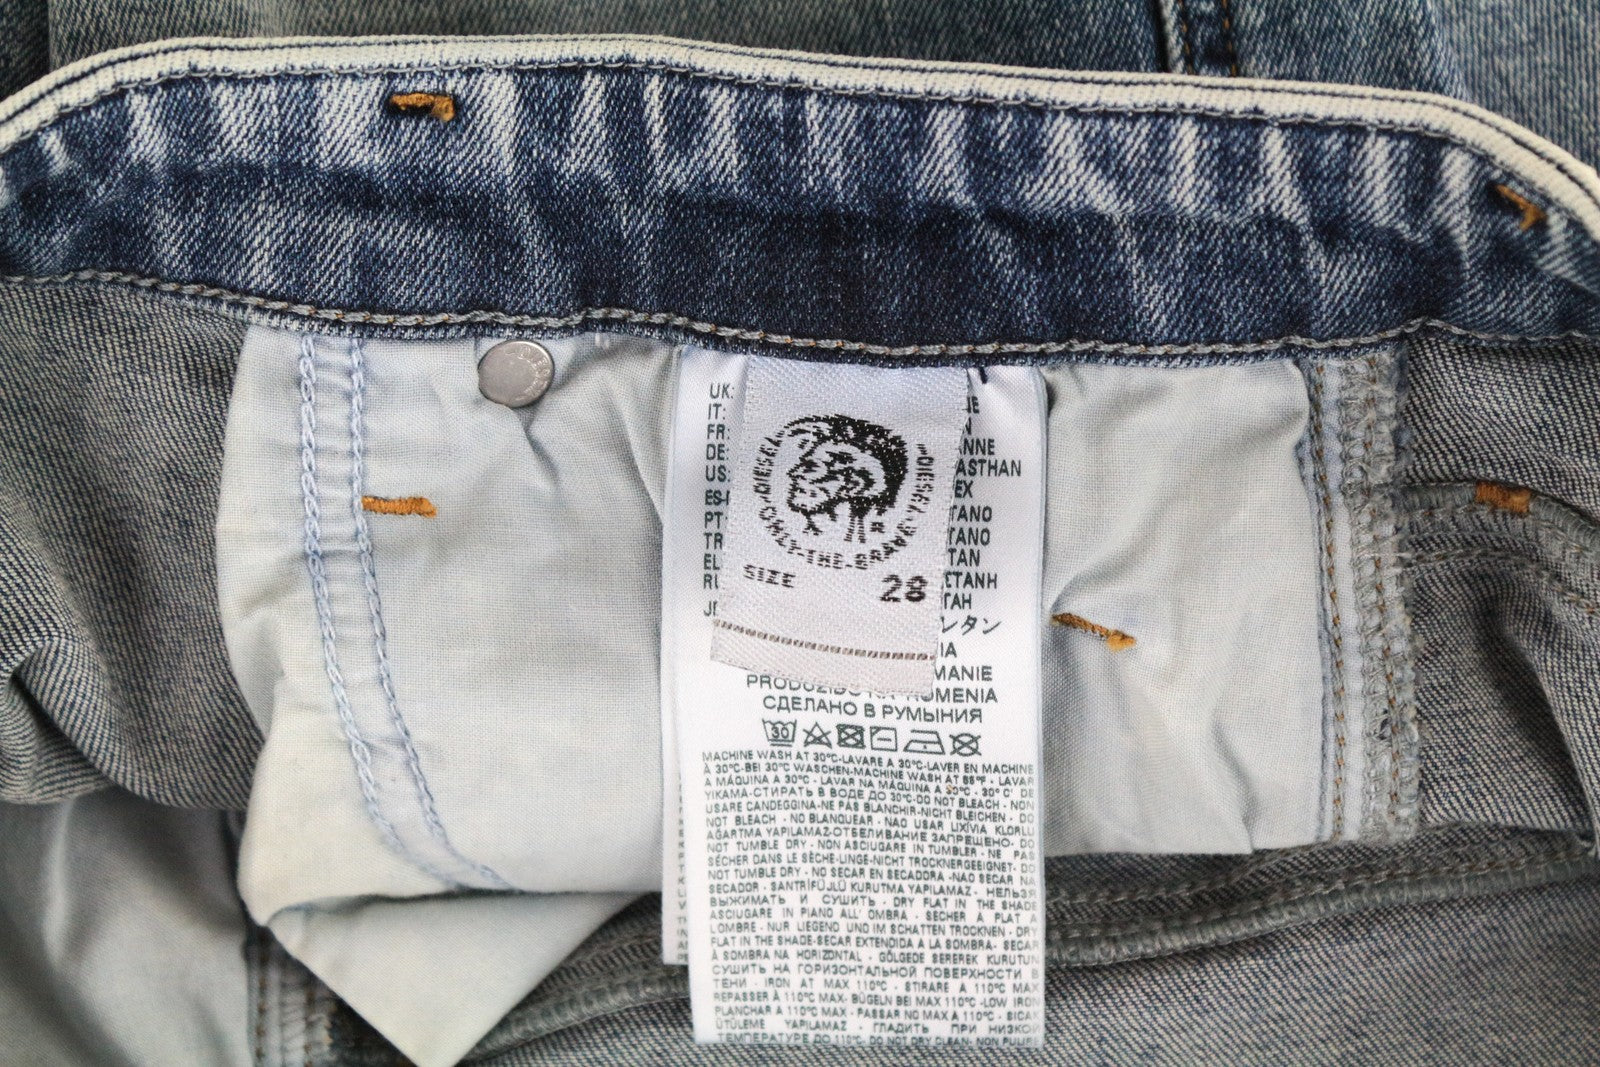 DIESEL
ONLY-THE-BRAVE
INDUSTRY
SIZE 28
UK:
IT:
FR:
DE:
US:
PT
TR
EL
ANNE
ASTHAN
EX
TANO
TANO
TAN
ETAHH
TAH
レタン
MANIE
PRODUZIDO NA ROMENIA
СДЕЛАНО В РУМЫНИЯ
30
MACHINE WASH AT 30°C-LAVARE A 30°C-LAVER EN MACHINE
À 30°C-BEI 30°C WASCHEN-MACHINE WASH AT 86°F - LAVAR
A MÁQUINA A 30°C - LAVAR NA MÁQUINA A 30°C - 30° C' DE
YIKAMA-СТИРАТЬ В ВОДЕ ДО 30°C-DO NOT BLEACH - NON
USARE CANDEGGINA-NE PAS BLANCHIR-NICHT BLEICHEN - DO
NOT BLEACH - NO BLANQUEAR - NAO USAR LIXÍVIA KLORLU
AĞARTMA YAPILAMAZ-ОТБЕЛИВАНИЕ ЗАПРЕЩЕНО- DO
NOT TUMBLE DRY - NON ASCIUGARE IN TUMBLER - NE PAS
SÉCHER DANS LE SÈCHE-LINGE-NICHT TROCKNERGEEIGNET- DO
NOT TUMBLE DRY - NO SECAR EN SECADORA -NAO SECAR NA
SECADOR - SANTRİFÜJLÜ KURUTMA YAPILAMAZ - НЕЛЬЗЯ
ВЫЖИМАТЬ И СУШИТЬ - DRY FLAT IN THE SHADE
ASCIUGARE IN PIANO ALL' OMBRA - SÉCHER À PLAT A
L'OMBRE - NUR LIEGEND UND IM SCHATTEN TROCKNEN - DRY
FLAT IN THE SHADE-SECAR EXTENDIDA A LA SOMBRA- SECAR
À SOMBRA NA HORIZONTAL - GÖLGEDE SEREREK KURUTUN
СУШИТЬ НА ГОРИЗОНТАЛЬНОЙ ПОВЕРХНОСТИ В
ТЕНИ - IRON AT MAX 110°C - STIRARE A 110°C MAX
REPASSER À 110°C MAX- BÜGELN BEI MAX 110°C -LOW IRON
PLANCHAR A 110°C MAX - PASSAR NO MAX A 110°C - SICAK
ÜTÜLEME YAPILAMAZ - ГЛАДИТЬ ПРИ НИЗКОЙ
ТЕМПЕРАТУРЕ ДО 110°C- DO NOT DRY CLEAN- NON PULIRE